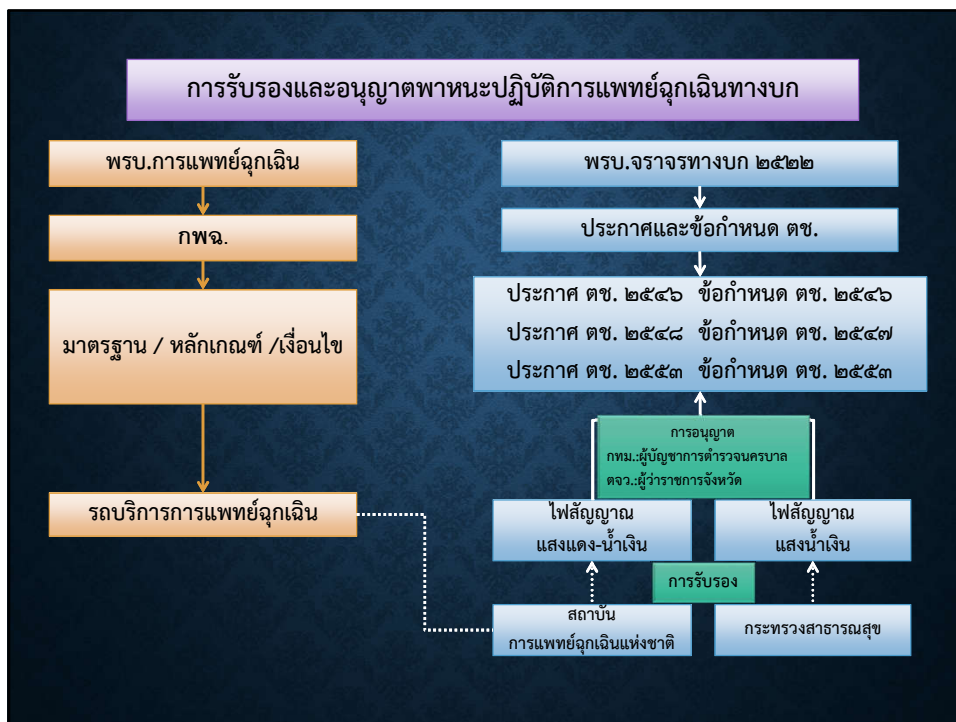 การรับรองและอนุญาตพาหนะปฏิบัติการแพทย์ฉุกเฉินทางบก
พรบ.การแพทย์ฉุกเฉิน
กพฉ.
มาตรฐาน / หลักเกณฑ์ /เงื่อนไข
รถบริการการแพทย์ฉุกเฉิน
พรบ.จราจรทางบก ๒๕๒๒
ประกาศและข้อกำหนด ตช.
ประกาศ ตช. ๒๕๔๖ ข้อกำหนด ตช. ๒๕๔๖
ประกาศ ตช. ๒๕๔๘ ข้อกำหนด ตช. ๒๕๔๗
ประกาศ ตช. ๒๕๕๓ ข้อกำหนด ตช. ๒๕๕๓
การอนุญาต
กทม.:ผู้บัญชาการตำรวจนครบาล
ตจว.:ผู้ว่าราชการจังหวัด
ไฟสัญญาณ
แสงแดง-น้ำเงิน
ไฟสัญญาณ
แสงน้ำเงิน
การรับรอง
สถาบัน
การแพทย์ฉุกเฉินแห่งชาติ
กระทรวงสาธารณสุข